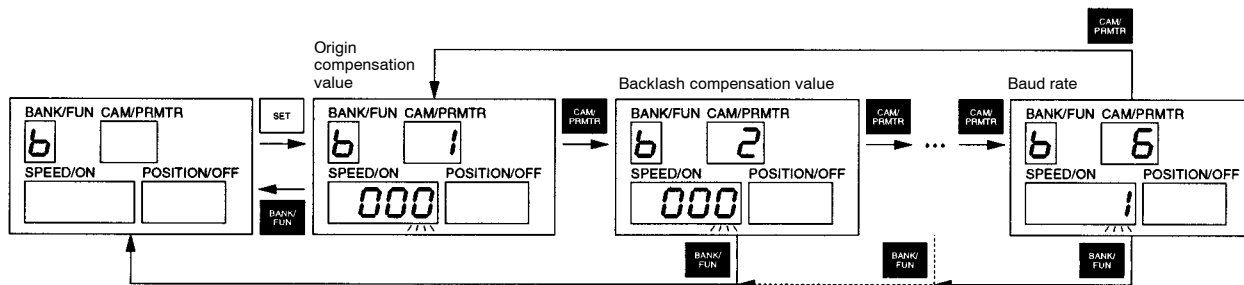 CAM/
PRMTR
Origin
compensation
value
Backlash compensation value
Baud rate
BANK/FUN CAM/PRMTR
b
SPEED/ON POSITION/OFF
SET
BANK/
FUN
BANK/FUN CAM/PRMTR
b 1
SPEED/ON POSITION/OFF
000
CAM/
PRMTR
BANK/FUN CAM/PRMTR
b 2
SPEED/ON POSITION/OFF
000
CAM/
PRMTR
...
CAM/
PRMTR
BANK/FUN CAM/PRMTR
b 6
SPEED/ON POSITION/OFF
1
BANK/
FUN
BANK/
FUN
BANK/
FUN